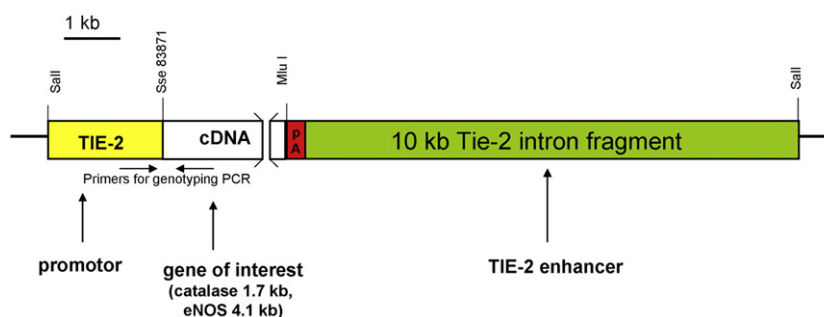 1 kb
SalI
Sse 83871
Mlu I
SalI
TIE-2
cDNA
pA
10 kb Tie-2 intron fragment
Primers for genotyping PCR
promotor
gene of interest
(catalase 1.7 kb,
eNOS 4.1 kb)
TIE-2 enhancer